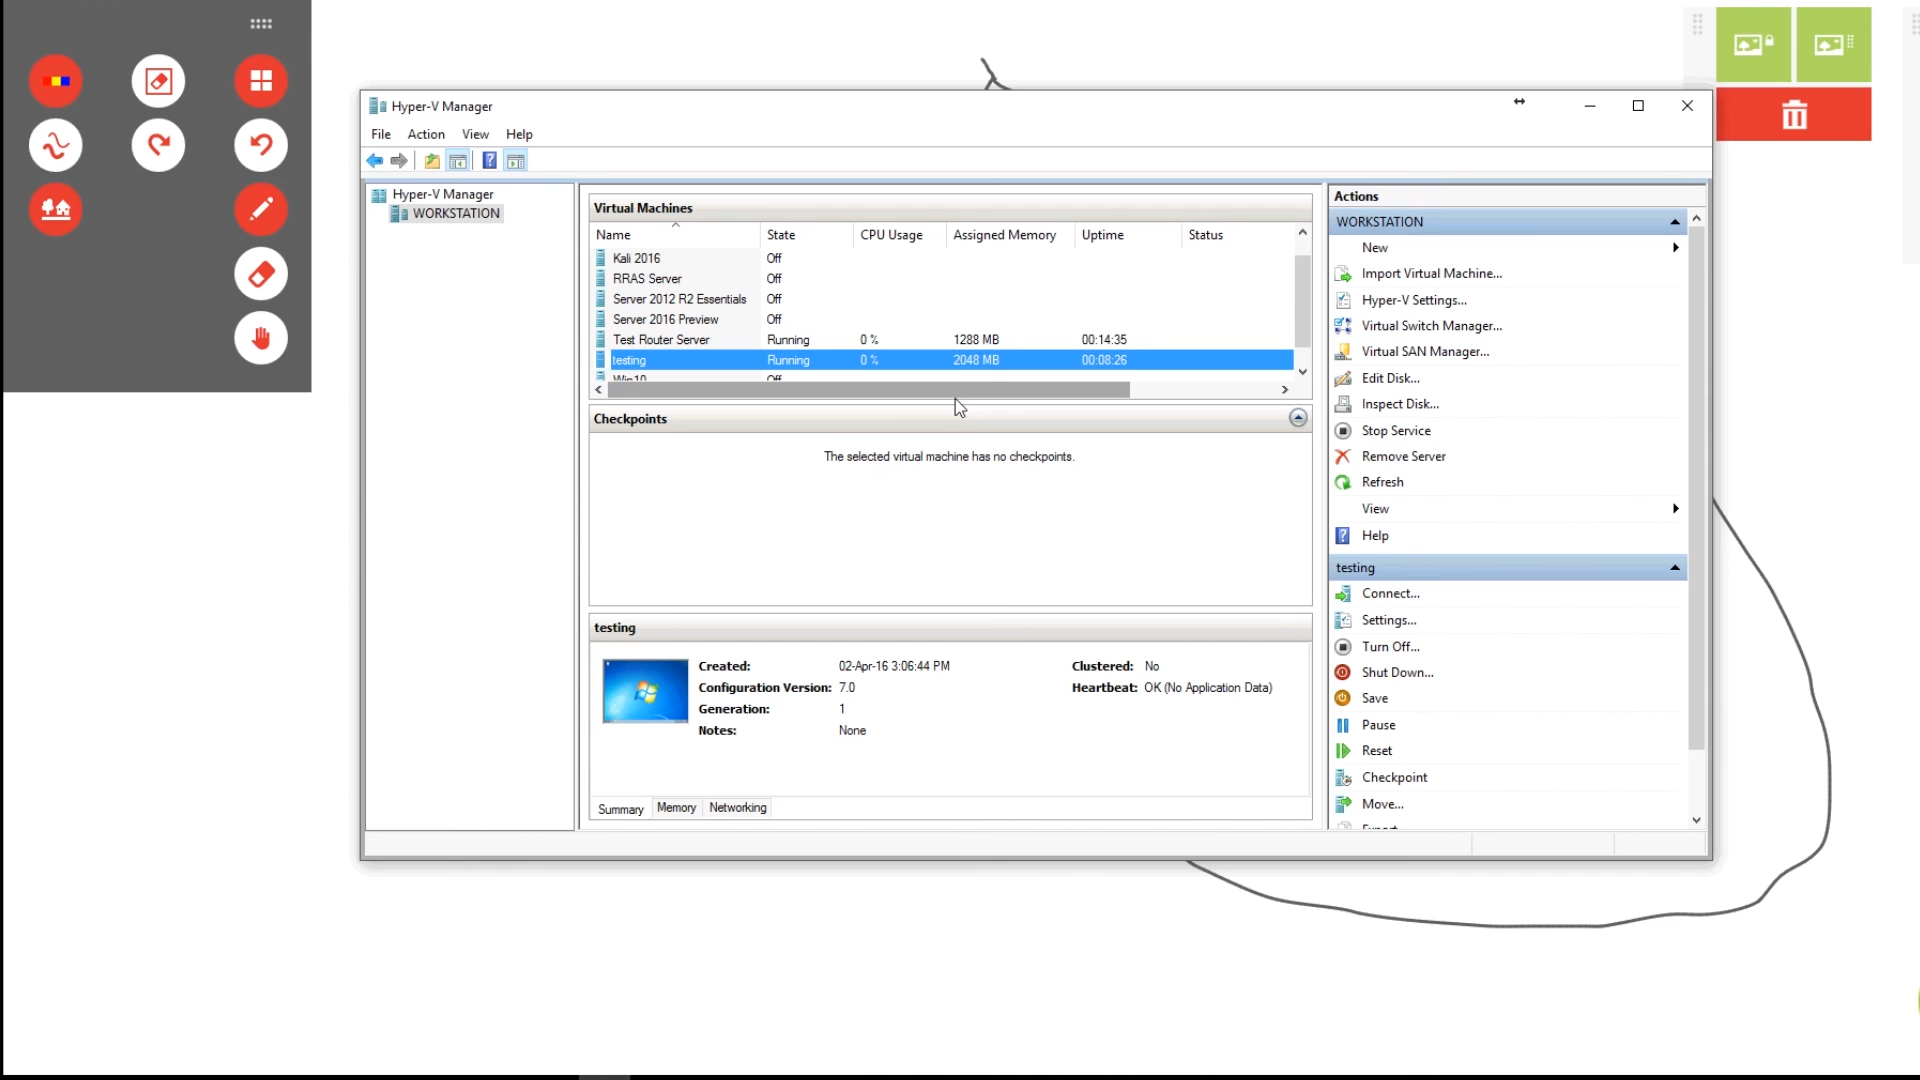 Hyper-V Manager
File Action View Help
Hyper-V Manager
WORKSTATION
Virtual Machines
Name State CPU Usage Assigned Memory Uptime Status
Kali 2016 Off
RRAS Server Off
Server 2012 R2 Essentials Off
Server 2016 Preview Off
Test Router Server Running 0 % 1288 MB 00:14:35
testing Running 0 % 2048 MB 00:08:26
Win10 Off
Checkpoints
The selected virtual machine has no checkpoints.
testing
Created: 02-Apr-16 3:06:44 PM Clustered: No
Configuration Version: 7.0 Heartbeat: OK (No Application Data)
Generation: 1
Notes: None
Summary Memory Networking
Actions
WORKSTATION
New
Import Virtual Machine...
Hyper-V Settings...
Virtual Switch Manager...
Virtual SAN Manager...
Edit Disk...
Inspect Disk...
Stop Service
Remove Server
Refresh
View
Help
testing
Connect...
Settings...
Turn Off...
Shut Down...
Save
Pause
Reset
Checkpoint
Move...
Export